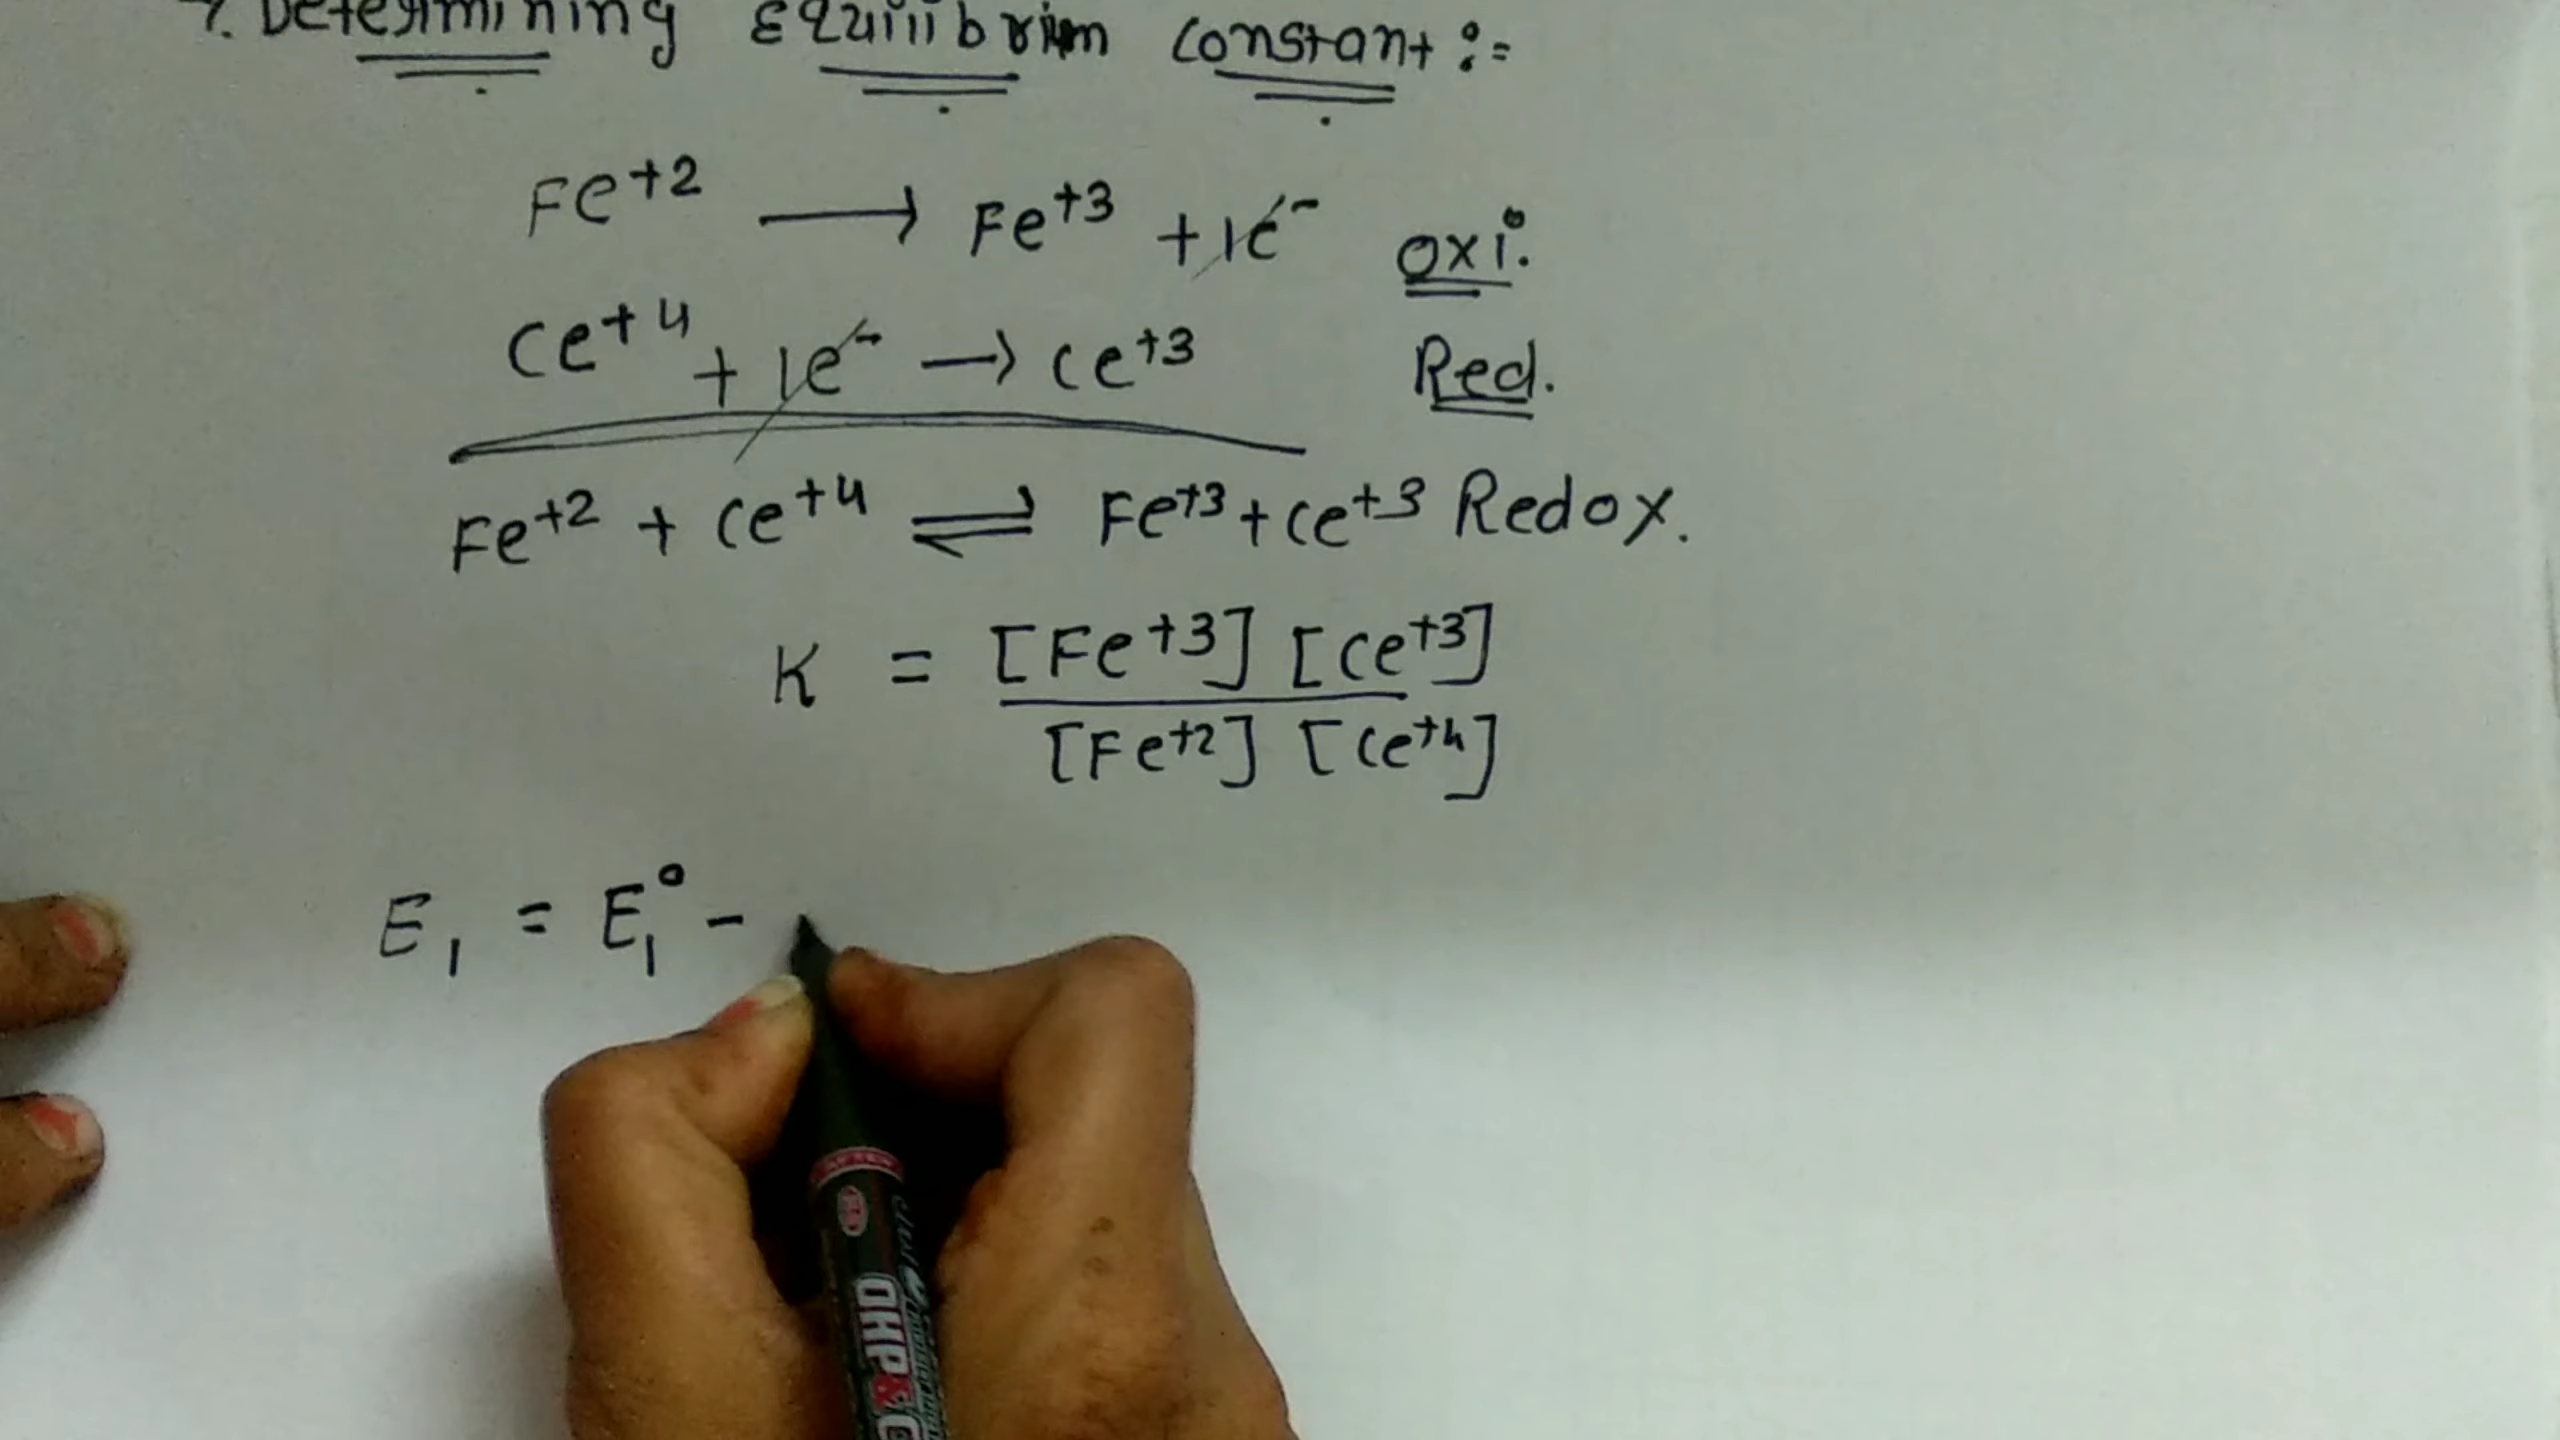 7. Determining Equilibrium Constant :=
Fe+2 ⟶ Fe+3 + 1e- oxi.
Ce+4 + 1e- → Ce+3 Red.
Fe+2 + Ce+4 ⇌ Fe+3 + Ce+3 Redox.
K = [Fe+3] [Ce+3]
[Fe+2] [Ce+4]
E1 = E1° -
OHP